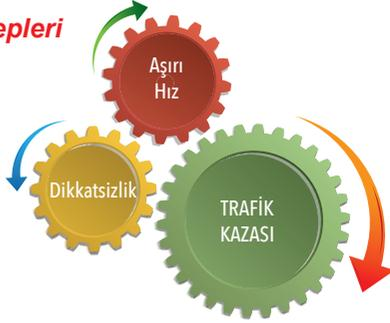 epleri
Aşırı
Hız
Dikkatsizlik
TRAFİK
KAZASI